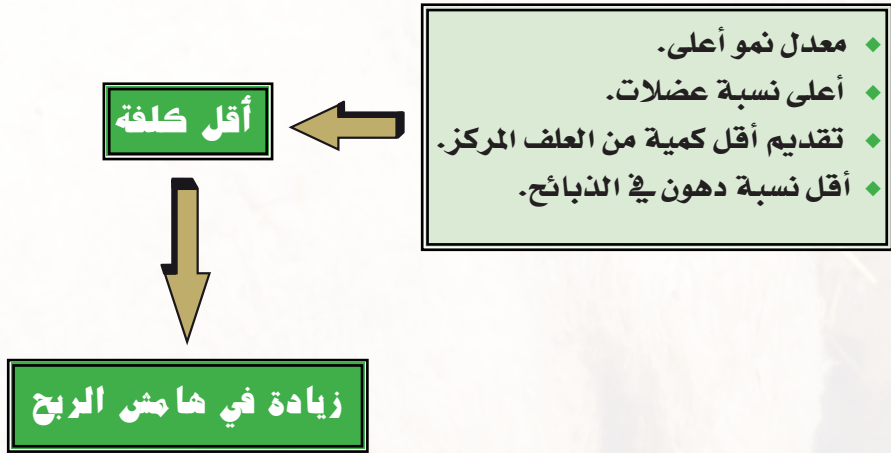 معدل نمو أعلى.
أعلى نسبة عضلات.
تقديم أقل كمية من العلف المركز.
أقل نسبة دهون في الذبائح.
أقل كلفة
زيادة في هامش الربح